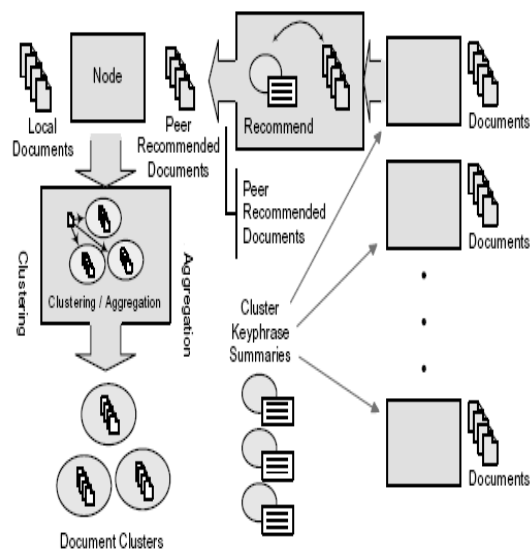 Node
Local
Documents
Peer
Recommended
Documents
Recommend
Documents
Peer
Recommended
Documents
Documents
Clustering
Clustering / Aggregation
Aggregation
Cluster
Keyphrase
Summaries
Documents
Document Clusters